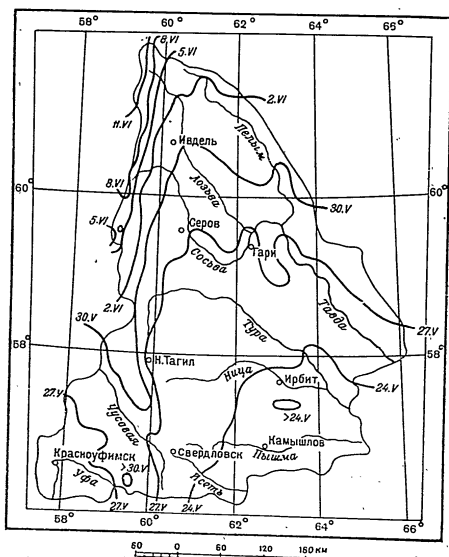 58° 60° 62° 64° 66°
8.VI
5.VI
2.VI
11.VI
Пелым
Ивдель
60° 60°
8.VI
Лозьва
30.V
5.VI
Серов
Гари
Сосьва
2.VI
Тавда
30.V
Тура
27.V
58° 58°
Н.Тагил
Ница
Ирбит
24.V
27.V
>24.V
Чусовая
Камышлов
Свердловск
Пышма
Красноуфимск
>30.V
Уфа
Исеть
27.V 27.V 24.V
58° 60° 62° 64° 66°
60 0 60 120 180 км